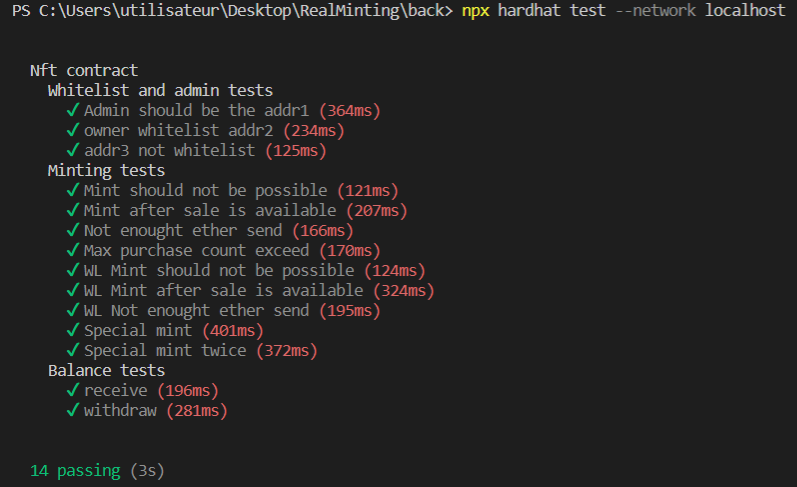 PS C:\Users\utilisateur\Desktop\RealMinting\back> npx hardhat test --network localhost
Nft contract
Whitelist and admin tests
✓ Admin should be the addr1 (364ms)
✓ owner whitelist addr2 (234ms)
✓ addr3 not whitelist (125ms)
Minting tests
✓ Mint should not be possible (121ms)
✓ Mint after sale is available (207ms)
✓ Not enought ether send (166ms)
✓ Max purchase count exceed (170ms)
✓ WL Mint should not be possible (124ms)
✓ WL Mint after sale is available (324ms)
✓ WL Not enought ether send (195ms)
✓ Special mint (401ms)
✓ Special mint twice (372ms)
Balance tests
✓ receive (196ms)
✓ withdraw (281ms)
14 passing (3s)